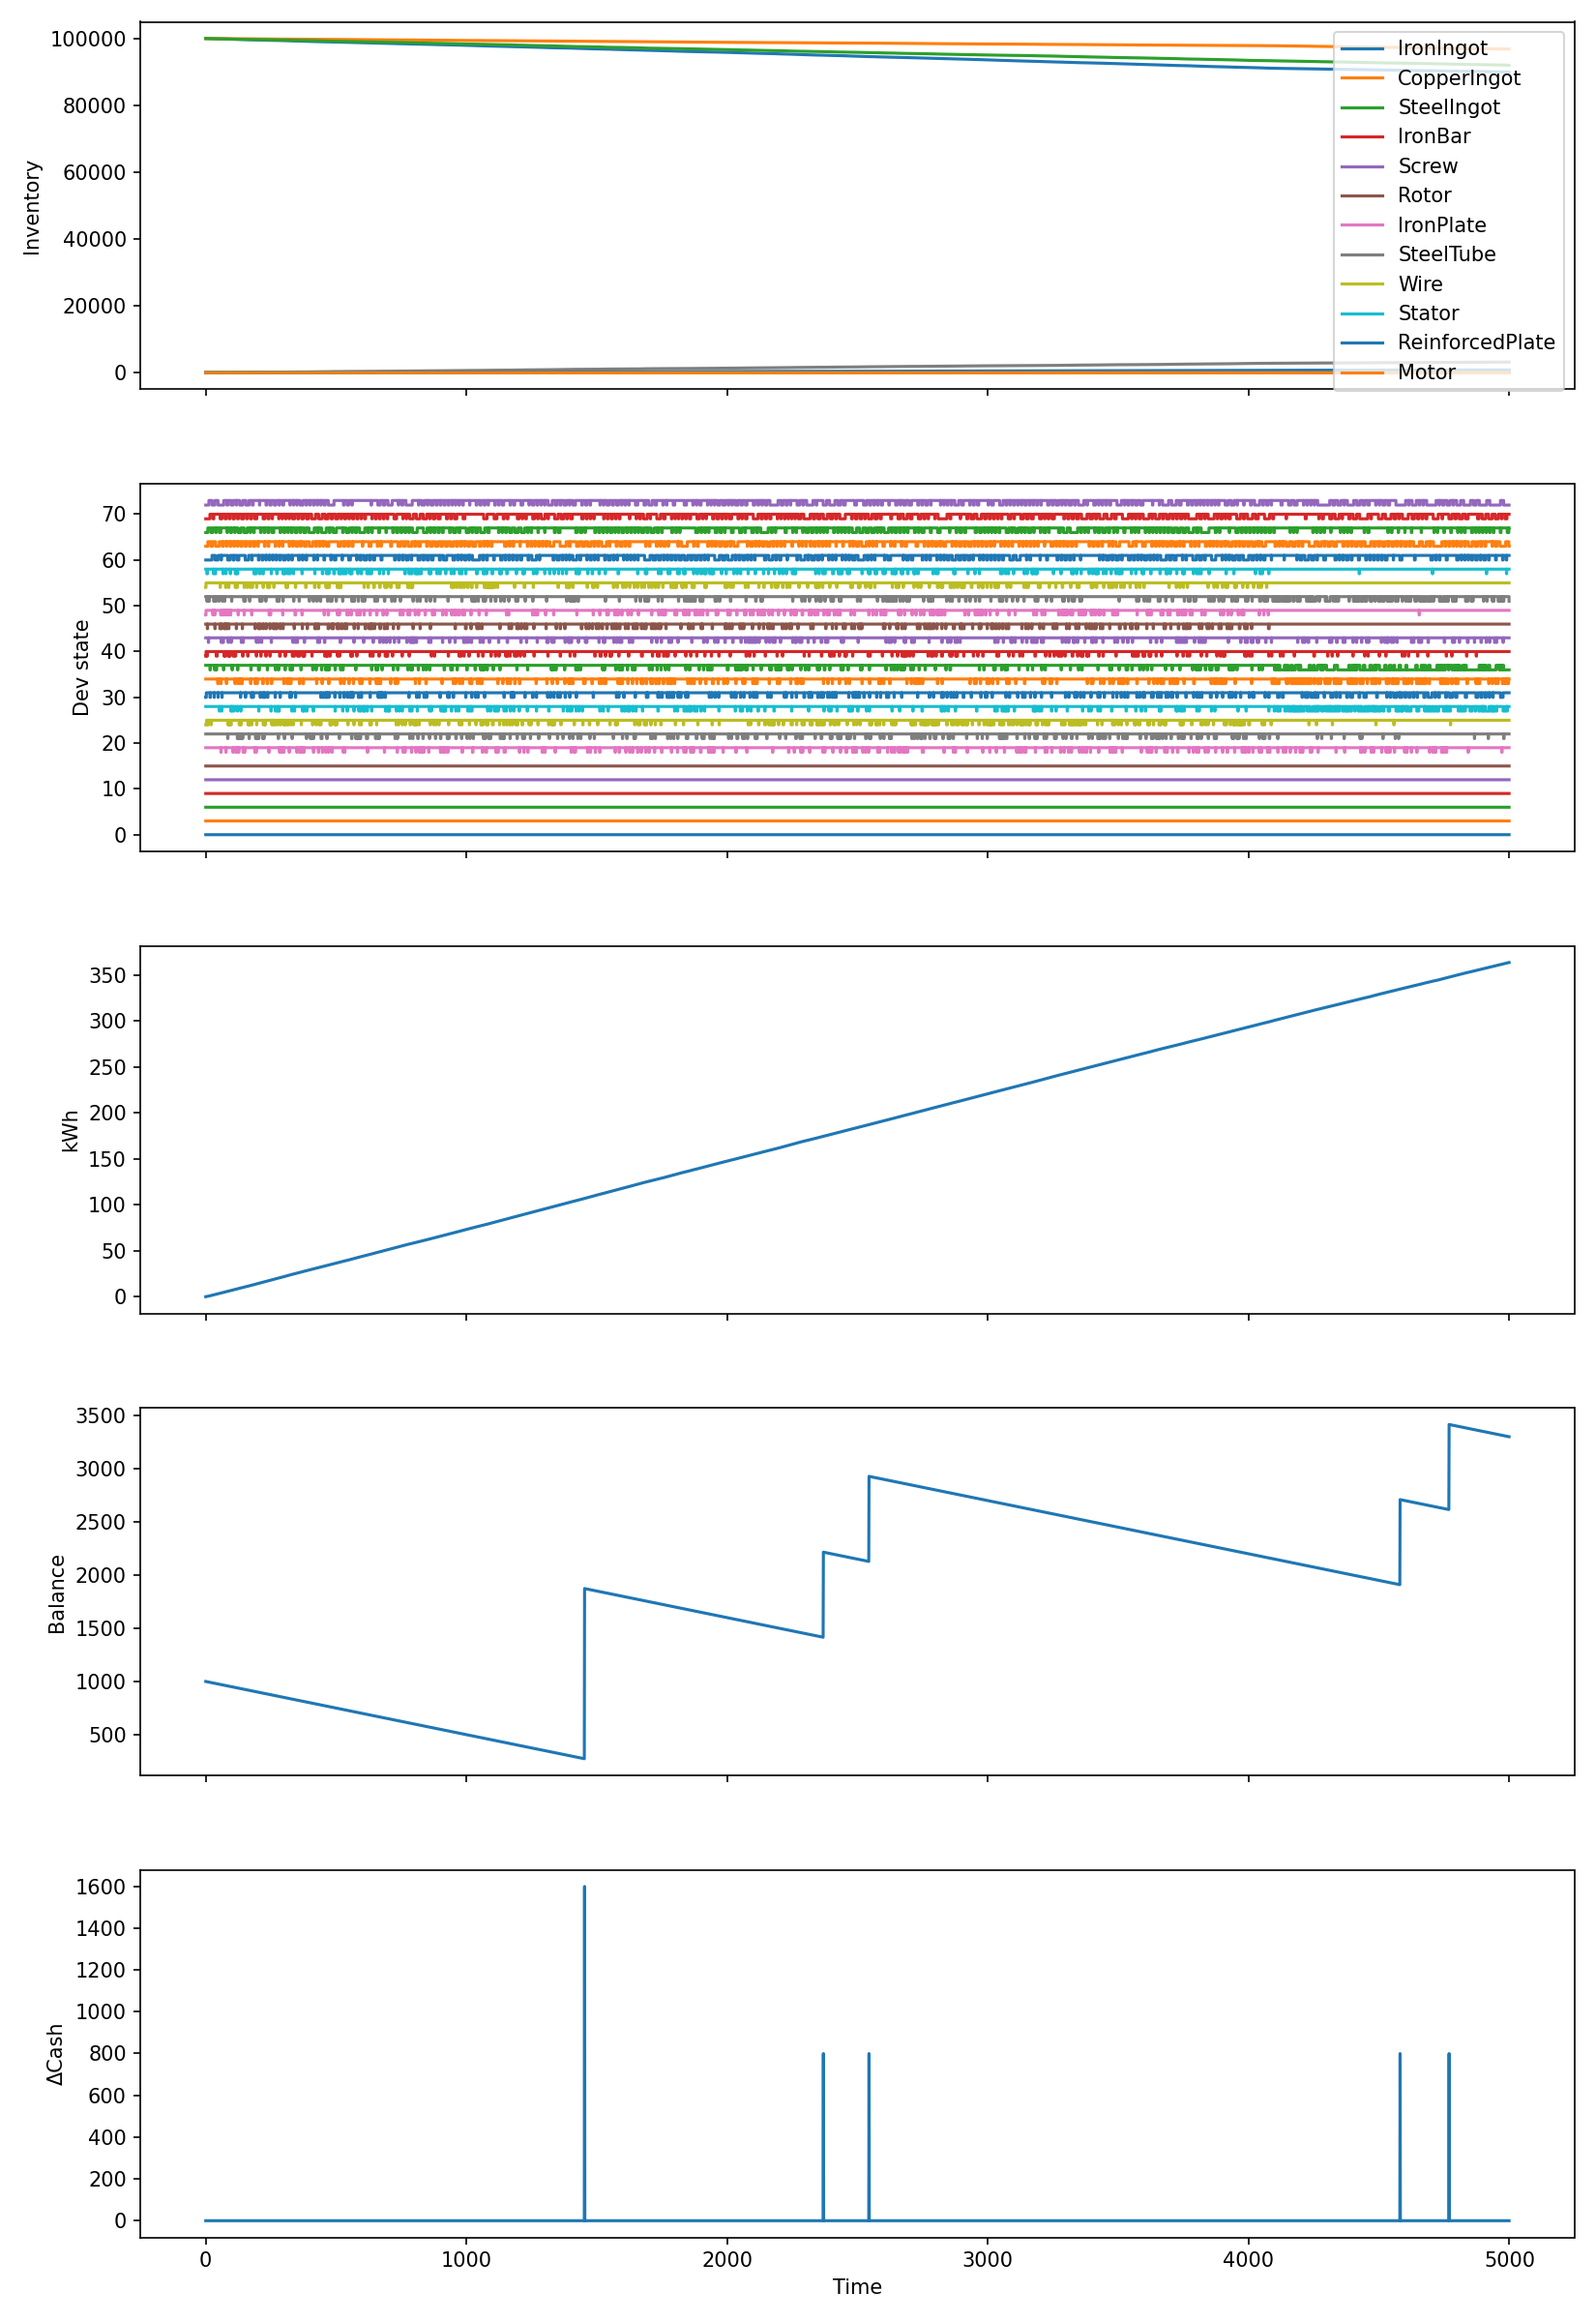 100000
80000
60000
40000
20000
0
Inventory
IronIngot
CopperIngot
SteelIngot
IronBar
Screw
Rotor
IronPlate
SteelTube
Wire
Stator
ReinforcedPlate
Motor
70
60
50
40
30
20
10
0
Dev state
350
300
250
200
150
100
50
0
kWh
3500
3000
2500
2000
1500
1000
500
Balance
1600
1400
1200
1000
800
600
400
200
0
ΔCash
0 1000 2000 3000 4000 5000
Time